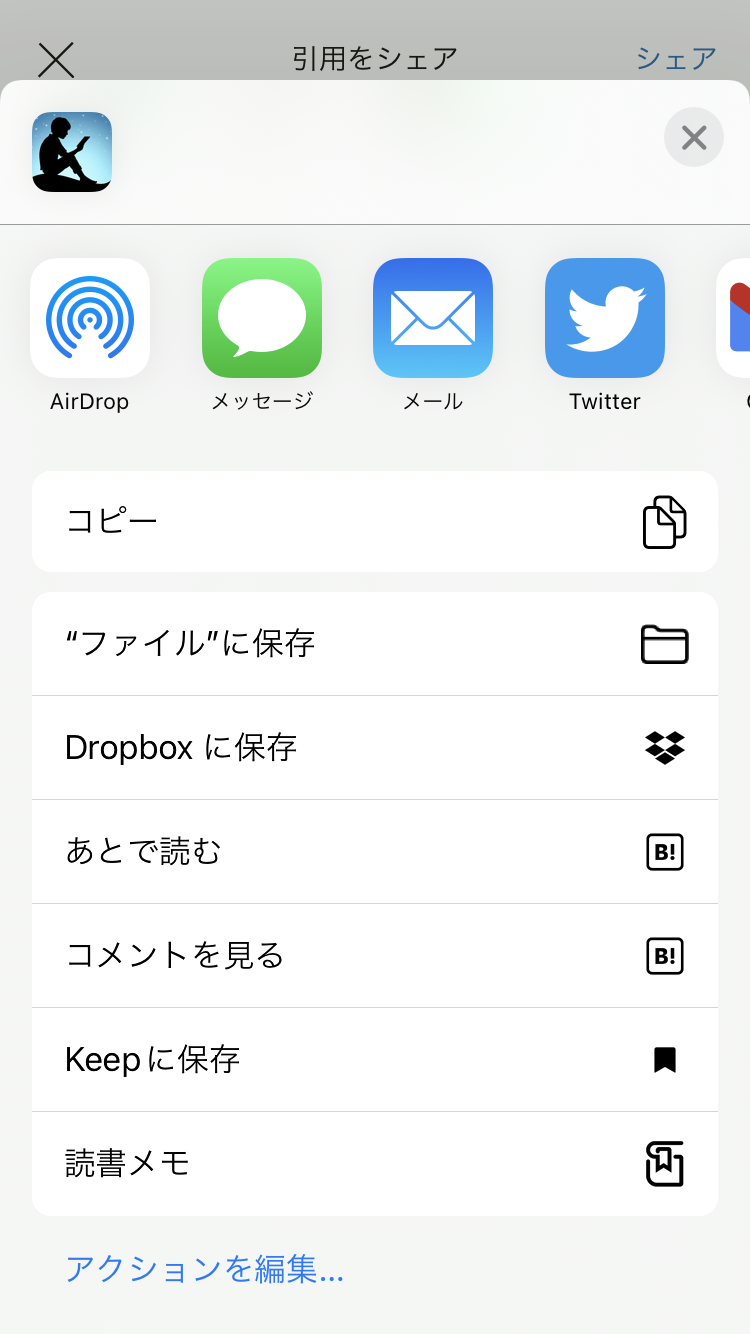 引用をシェア
シェア
AirDrop
メッセージ
メール
Twitter
コピー
“ファイル”に保存
Dropbox に保存
あとで読む
B!
コメントを見る
B!
Keepに保存
読書メモ
アクションを編集...